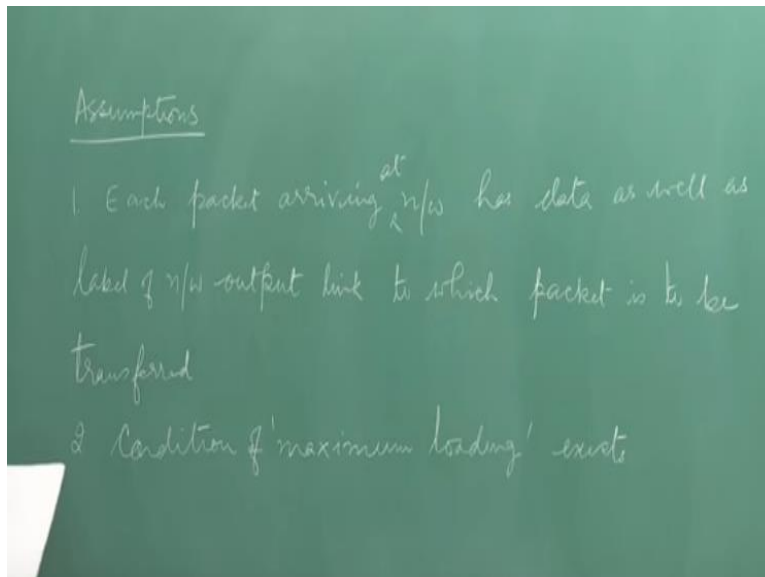 Assumptions
at
1. Each packet arriving n/w has data as well as
label of n/w output link to which packet is to be
transferred
2 Condition of 'maximum loading' exists